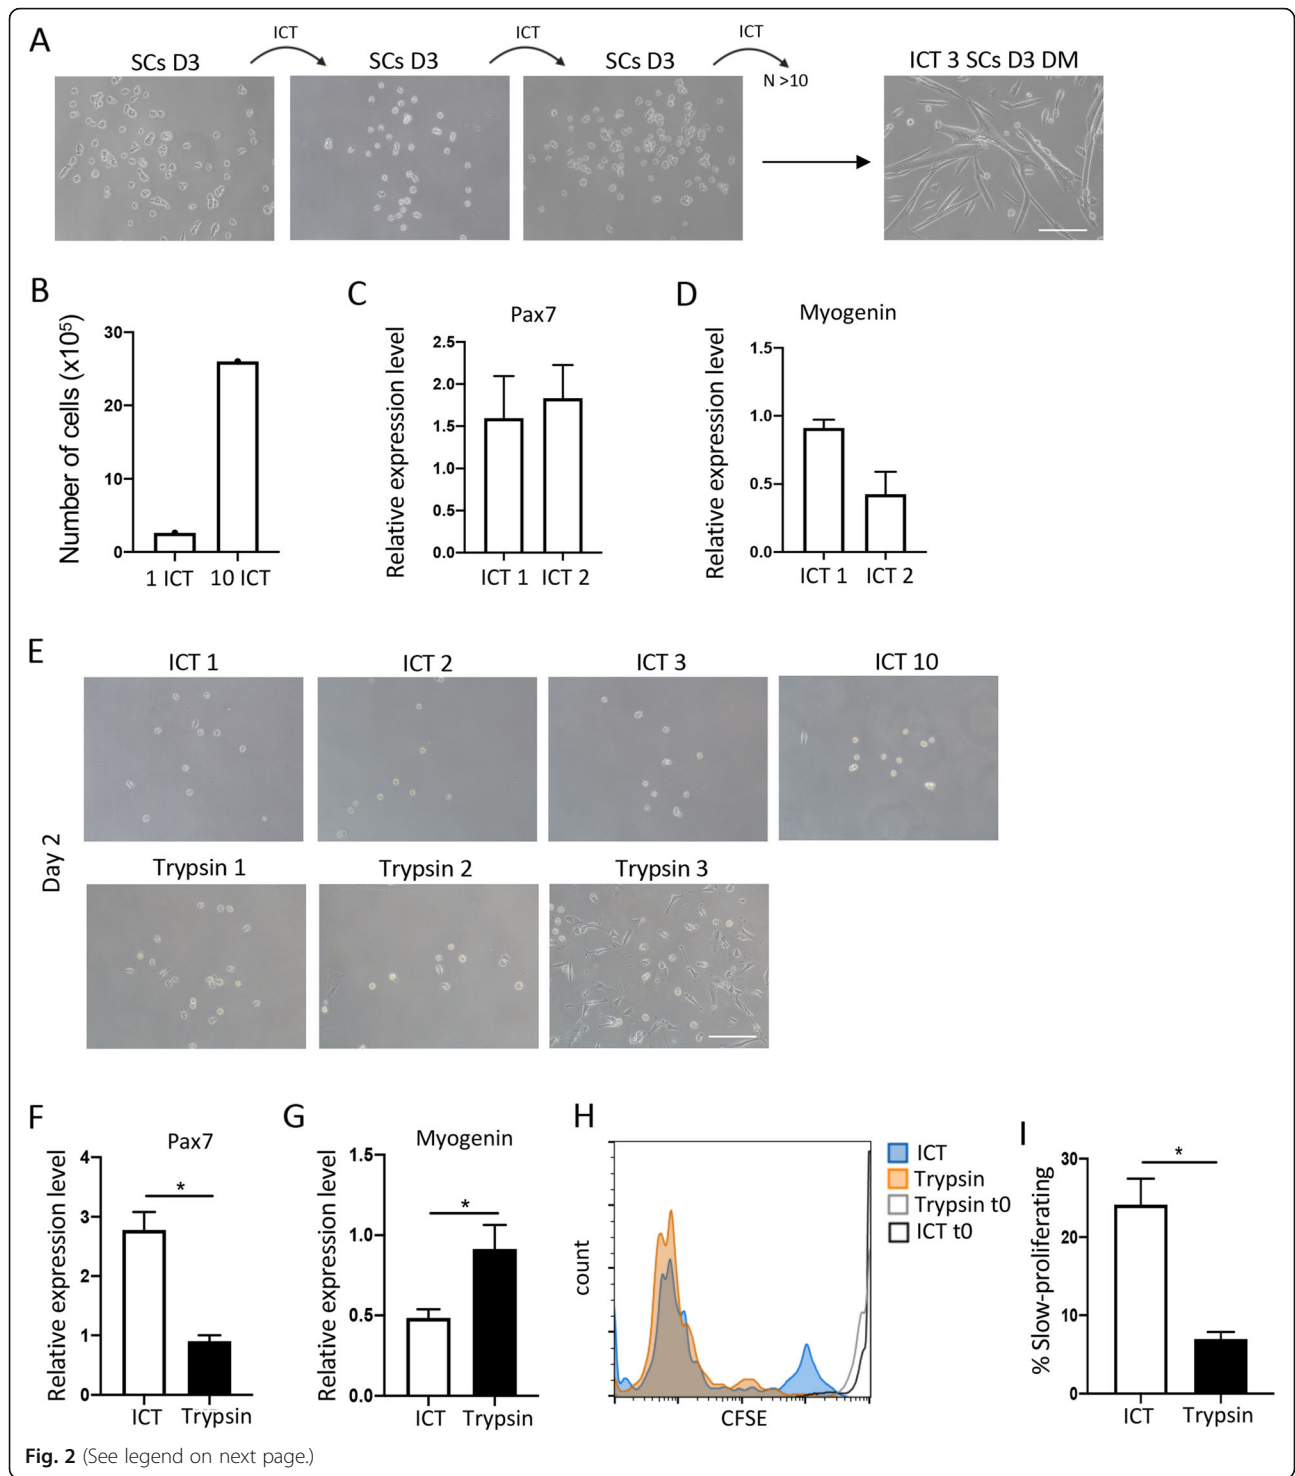 A
ICT
ICT
ICT
SCs D3
SCs D3
SCs D3
N >10
ICT 3 SCs D3 DM
B
Number of cells (x10⁵)
30
20
10
0
1 ICT
10 ICT
C
Pax7
Relative expression level
2.5
2.0
1.5
1.0
0.5
0.0
ICT 1
ICT 2
D
Myogenin
Relative expression level
1.5
1.0
0.5
0.0
ICT 1
ICT 2
E
Day 2
ICT 1
ICT 2
ICT 3
ICT 10
Trypsin 1
Trypsin 2
Trypsin 3
F
Pax7
Relative expression level
4
3
2
1
0
*
ICT
Trypsin
G
Myogenin
Relative expression level
1.5
1.0
0.5
0.0
*
ICT
Trypsin
H
count
CFSE
ICT
Trypsin
Trypsin t0
ICT t0
I
% Slow-proliferating
30
20
10
0
*
ICT
Trypsin
Fig. 2 (See legend on next page.)